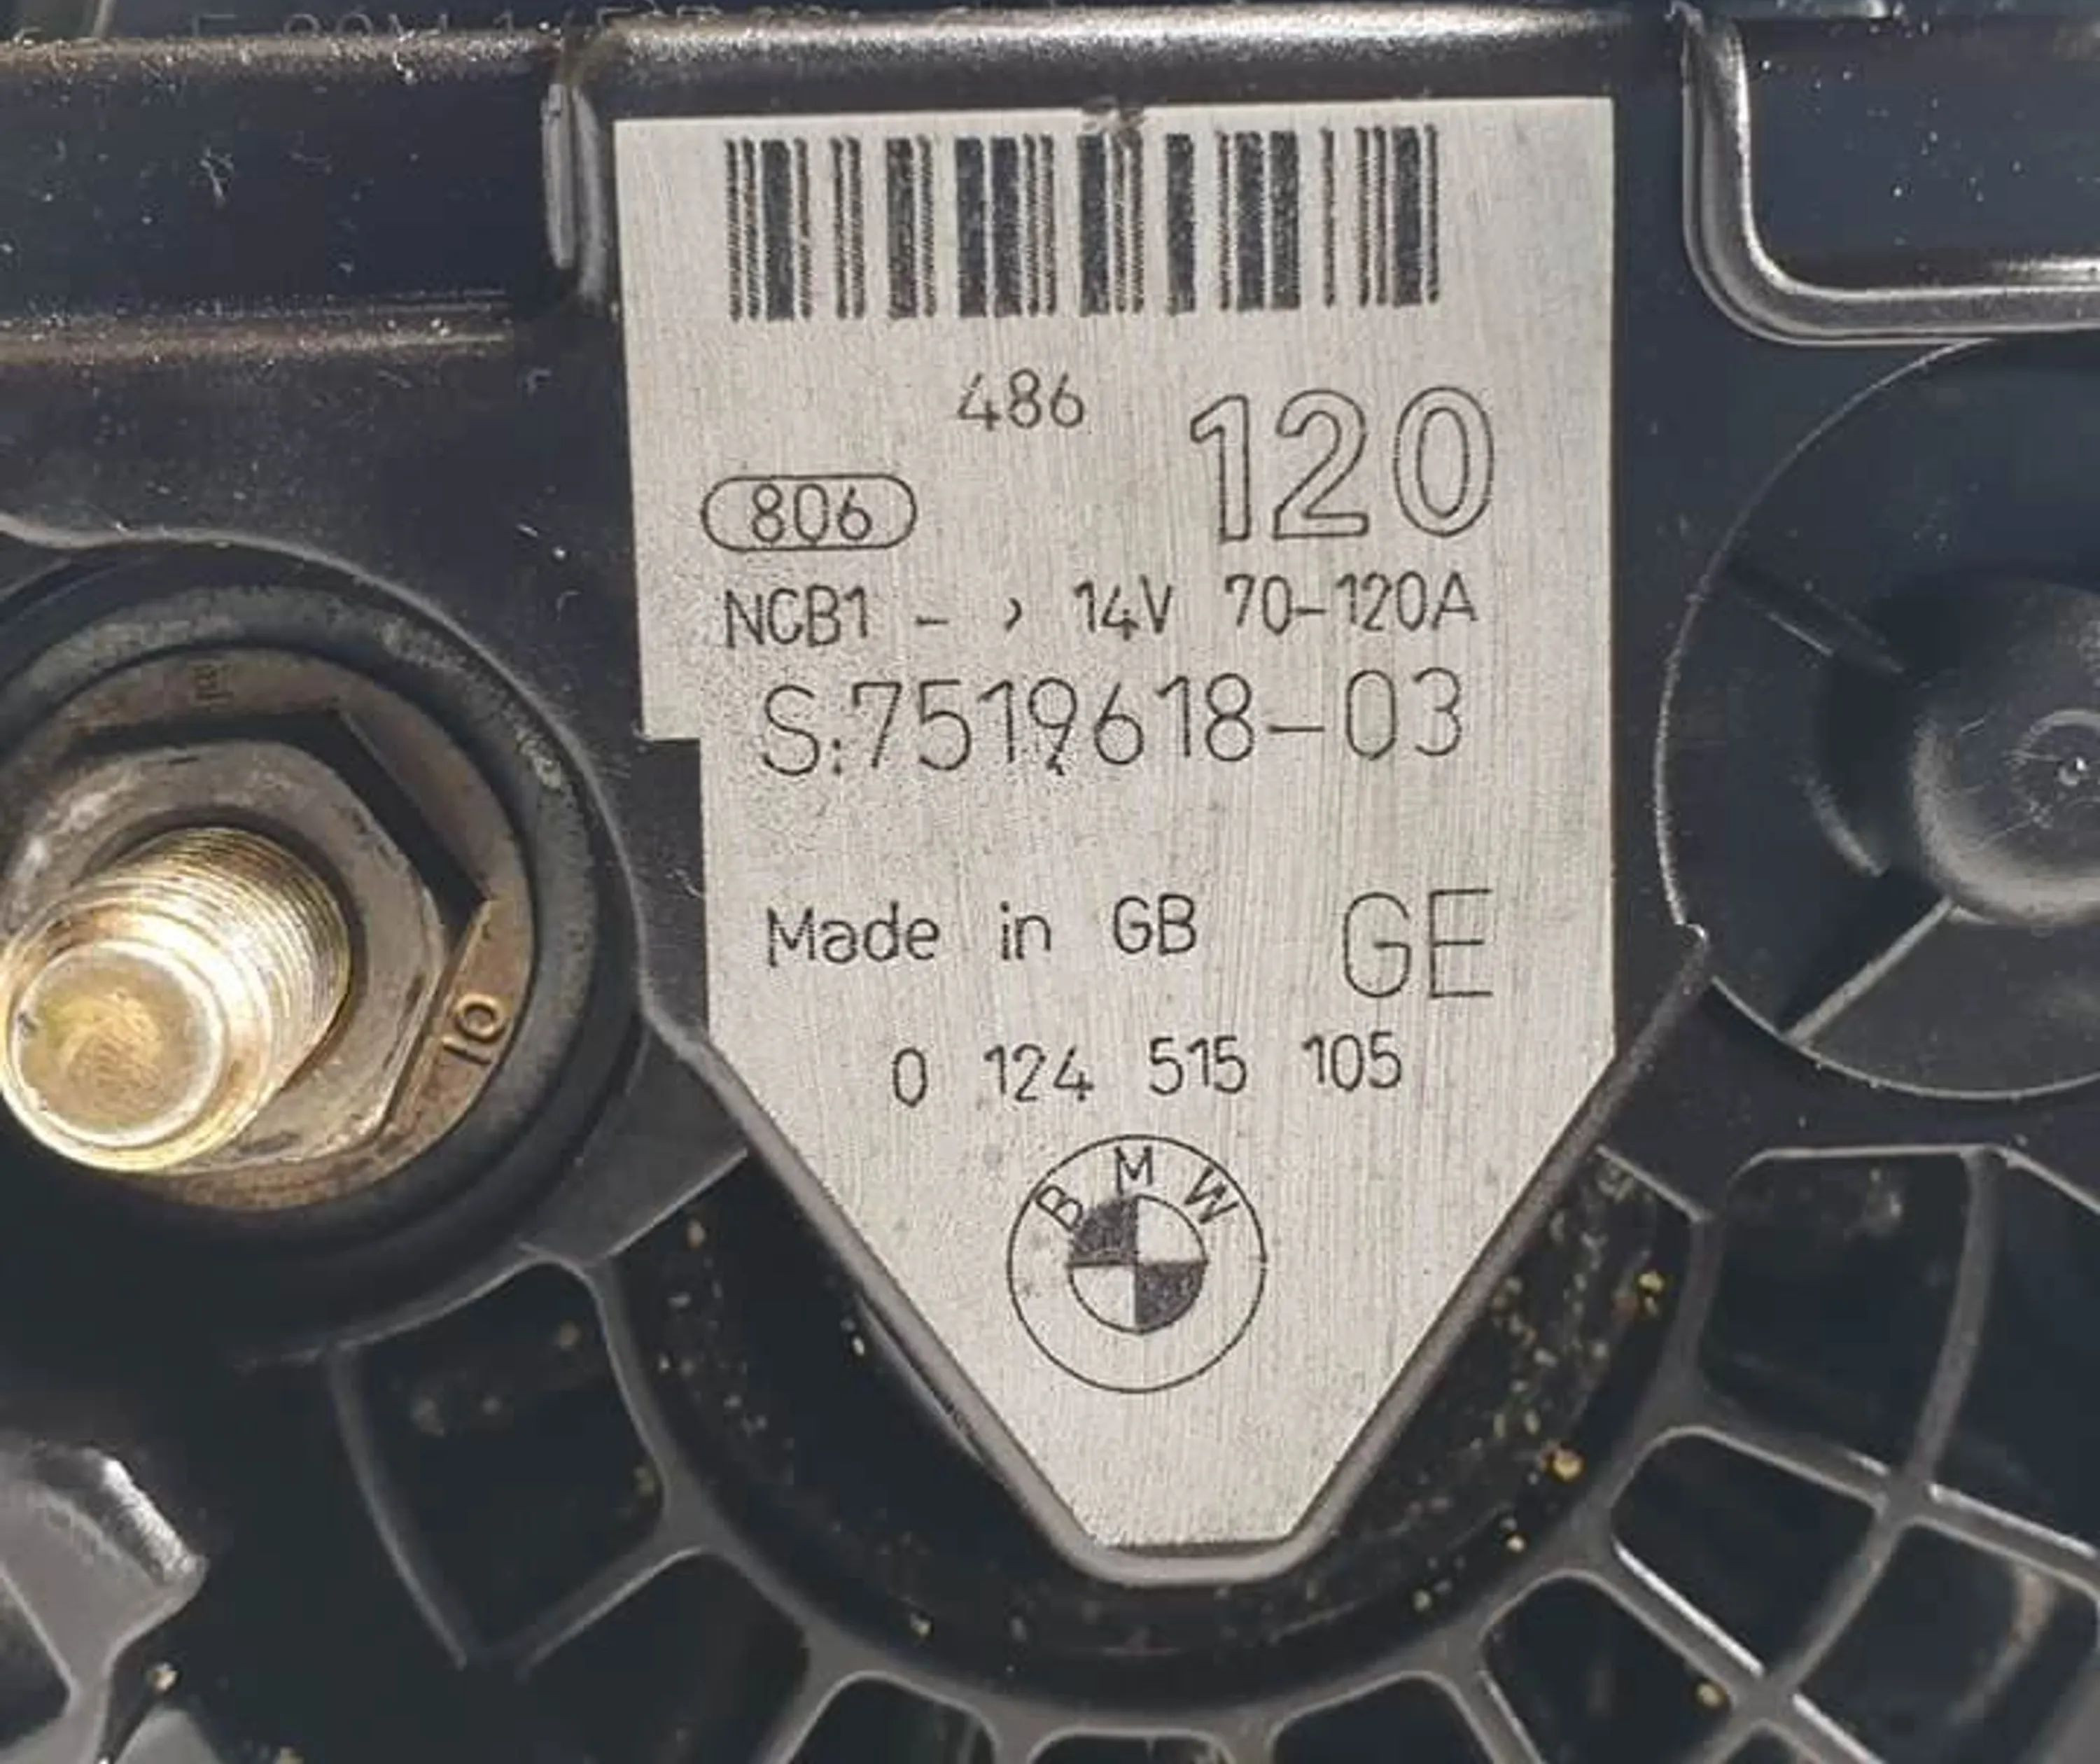 486
120
806
NCB1 - > 14V 70-120A
S:7519618-03
Made in GB GE
0 124 515 105
BMW
10